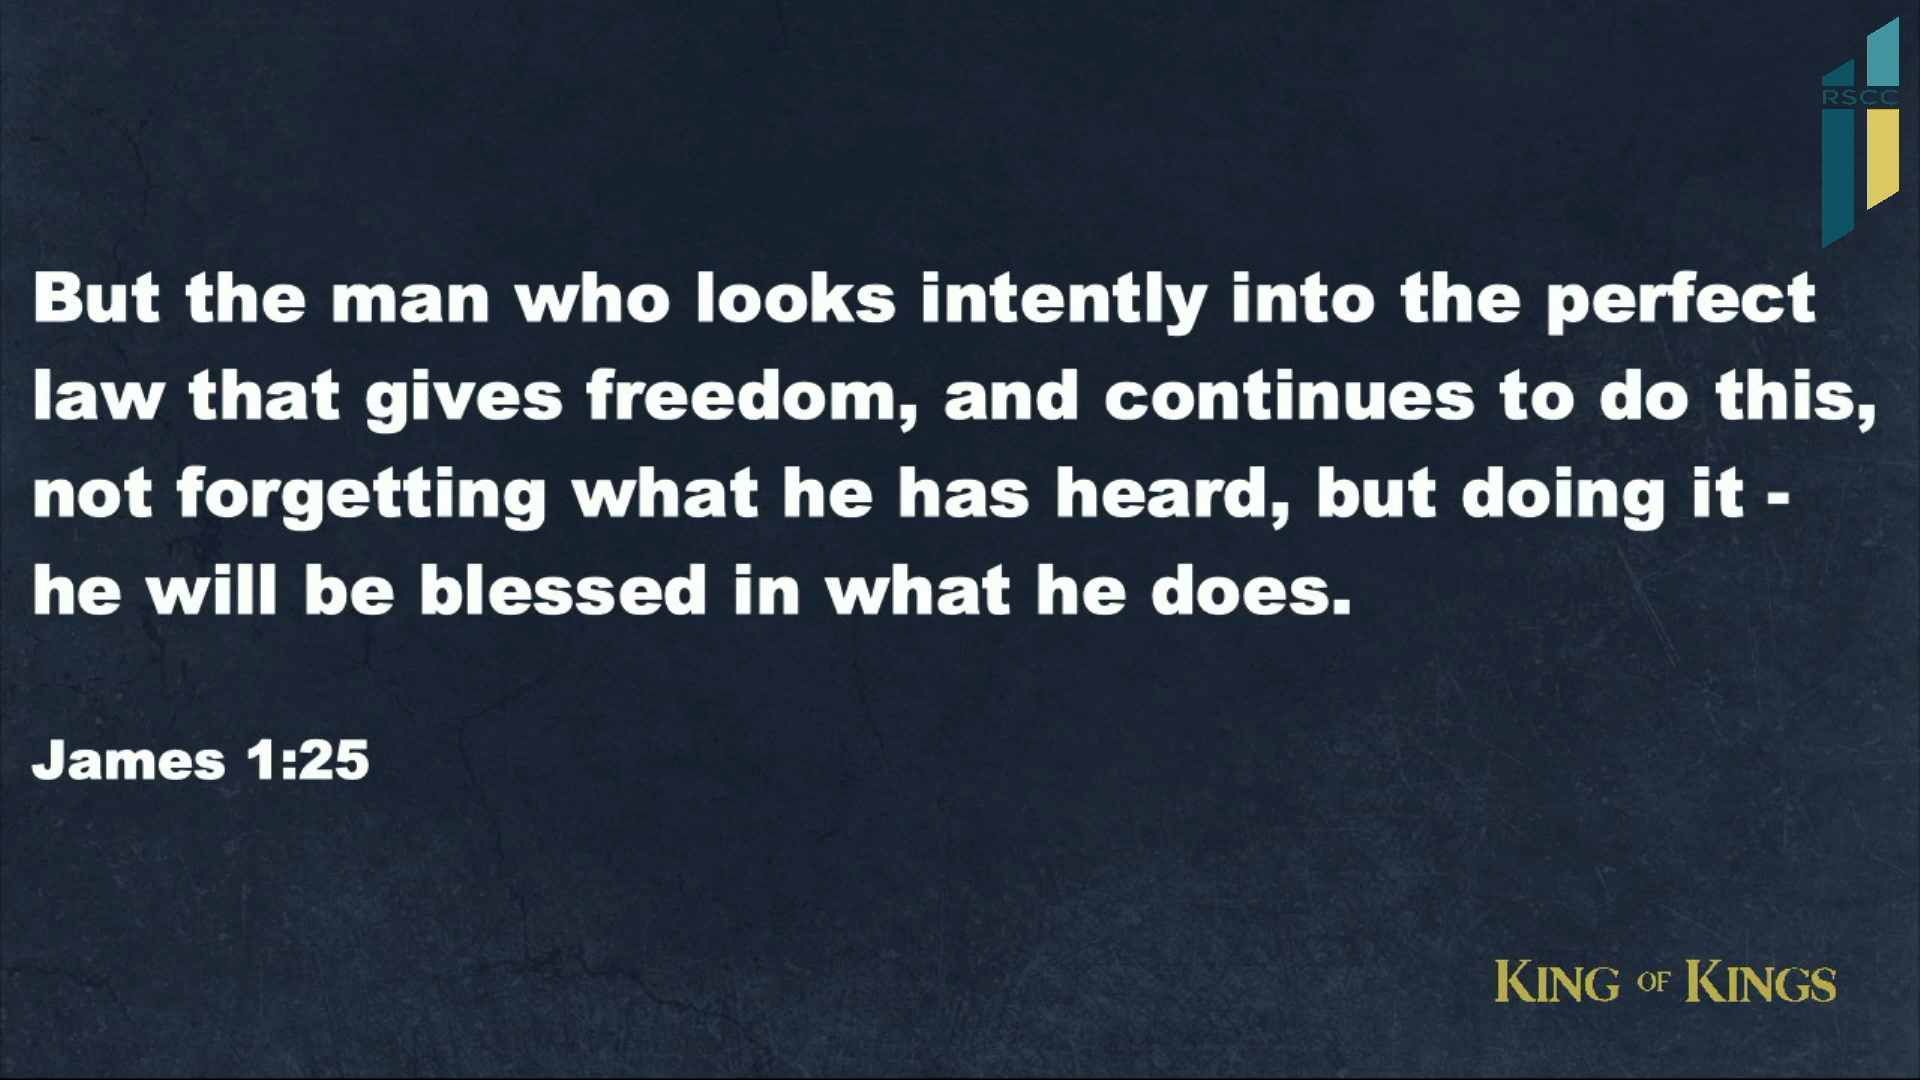 RSCC
But the man who looks intently into the perfect
law that gives freedom, and continues to do this,
not forgetting what he has heard, but doing it -
he will be blessed in what he does.
James 1:25
KING OF KINGS